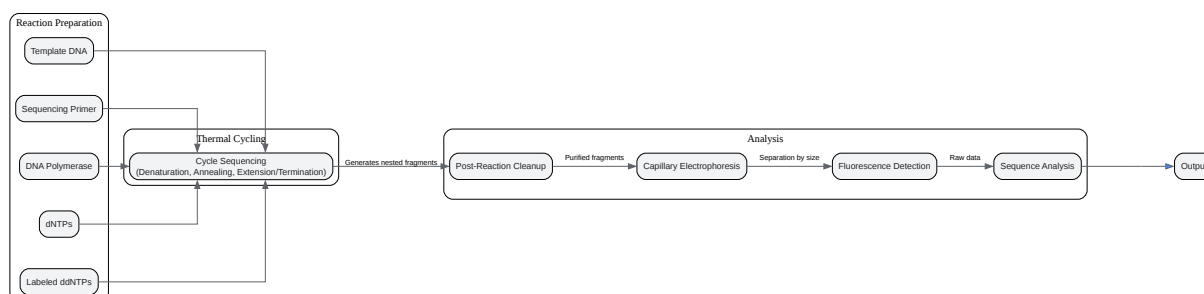 Reaction Preparation
Template DNA
Sequencing Primer
DNA Polymerase
dNTPs
Labeled ddNTPs
Thermal Cycling
Cycle Sequencing
(Denaturation, Annealing, Extension/Termination)
Generates nested fragments
Analysis
Post-Reaction Cleanup
Purified fragments
Capillary Electrophoresis
Separation by size
Fluorescence Detection
Raw data
Sequence Analysis